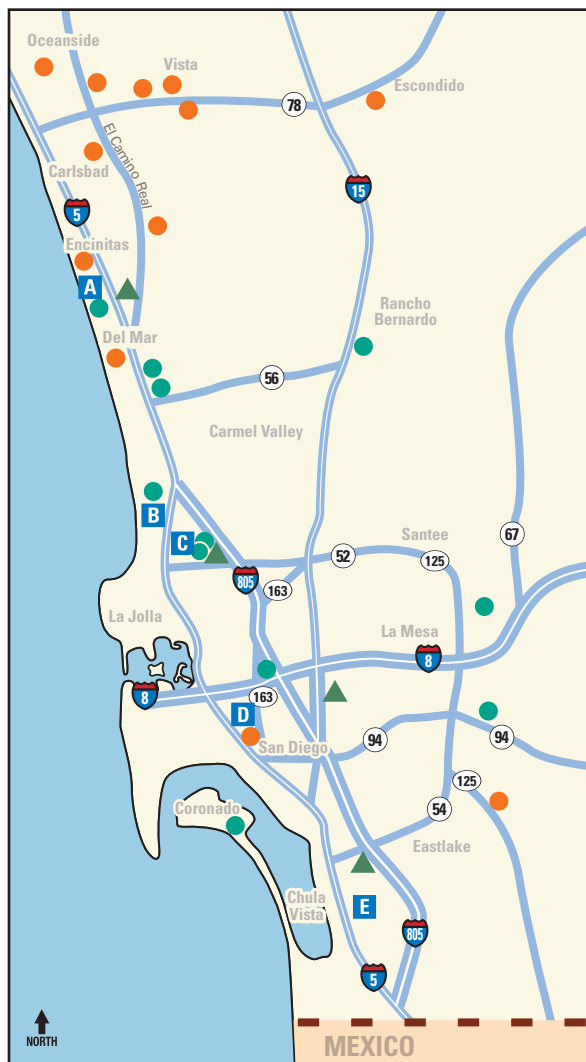 Oceanside
Vista
Escondido
78
El Camino Real
Carlsbad
15
5
Encinitas
A
Rancho
Bernardo
Del Mar
56
Carmel Valley
B
C
Santee
67
52
125
805
163
La Jolla
La Mesa
8
8
163
D
San Diego
94
94
125
Coronado
54
Eastlake
Chula
Vista
E
805
5
NORTH
MEXICO